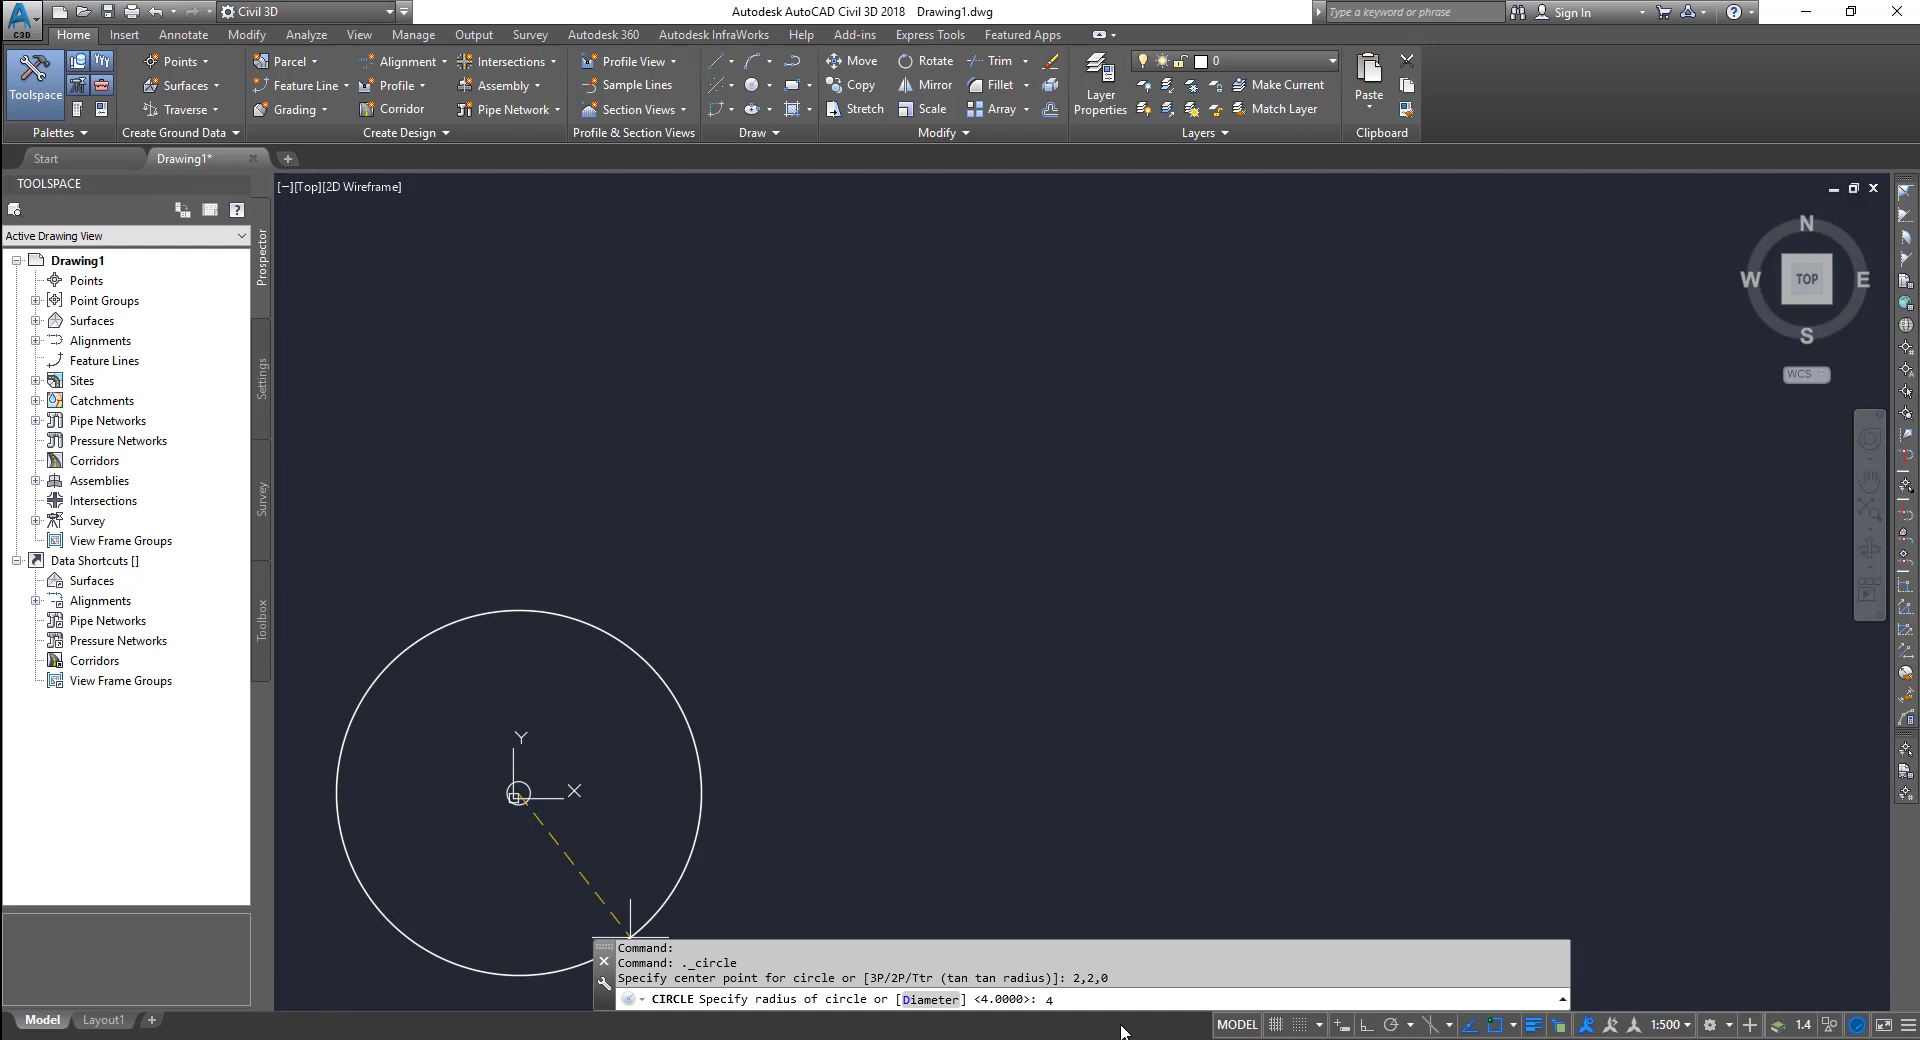 Civil 3D
Autodesk AutoCAD Civil 3D 2018 Drawing1.dwg
Type a keyword or phrase
Sign In
C3D
Home Insert Annotate Modify Analyze View Manage Output Survey Autodesk 360 Autodesk InfraWorks Help Add-ins Express Tools Featured Apps
Toolspace
Points
Surfaces
Traverse
Parcel
Feature Line
Grading
Alignment
Profile
Corridor
Intersections
Assembly
Pipe Network
Profile View
Sample Lines
Section Views
Move
Copy
Stretch
Rotate
Mirror
Scale
Trim
Fillet
Array
Layer
Properties
0
Make Current
Match Layer
Paste
Palettes
Create Ground Data
Create Design
Profile & Section Views
Draw
Modify
Layers
Clipboard
Start
Drawing1*
TOOLSPACE
Active Drawing View
Drawing1
Points
Point Groups
Surfaces
Alignments
Feature Lines
Sites
Catchments
Pipe Networks
Pressure Networks
Corridors
Assemblies
Intersections
Survey
View Frame Groups
Data Shortcuts []
Surfaces
Alignments
Pipe Networks
Pressure Networks
Corridors
View Frame Groups
Prospector
Settings
Survey
Toolbox
[−][Top][2D Wireframe]
N
W
TOP
E
S
WCS
Y
X
Command:
Command: ._circle
Specify center point for circle or [3P/2P/Ttr (tan tan radius)]: 2,2,0
CIRCLE Specify radius of circle or [Diameter] <4.0000>: 4
Model Layout1 +
MODEL
1:500
1.4